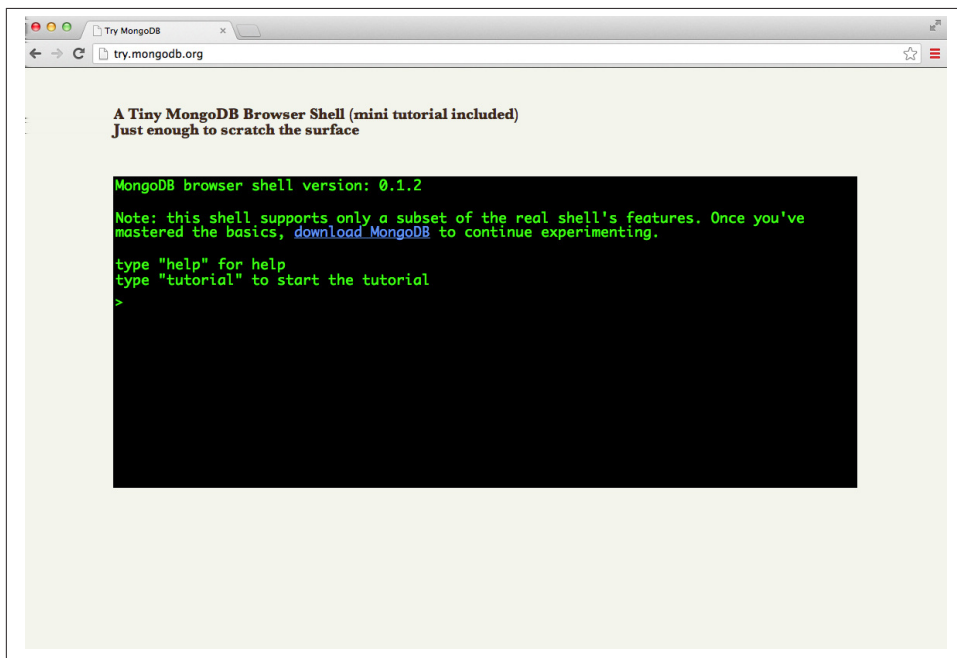 Try MongoDB
try.mongodb.org
A Tiny MongoDB Browser Shell (mini tutorial included)
Just enough to scratch the surface
MongoDB browser shell version: 0.1.2
Note: this shell supports only a subset of the real shell's features. Once you've
mastered the basics, download MongoDB to continue experimenting.
type "help" for help
type "tutorial" to start the tutorial
>